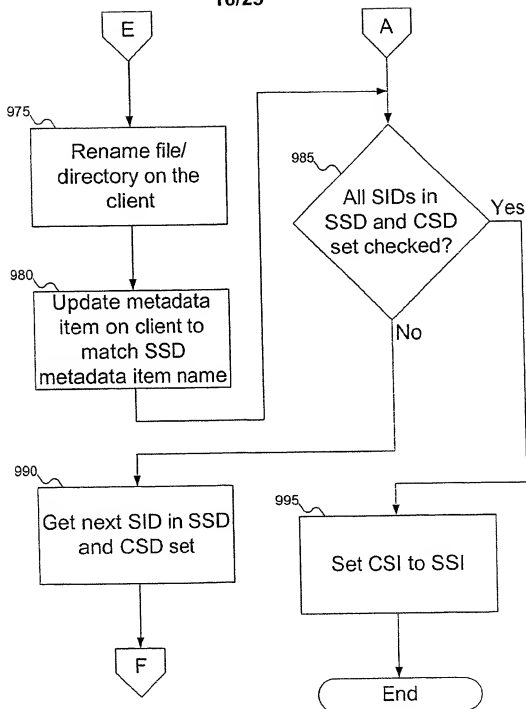 16/25
E
A
975
Rename file/
directory on the
client
985
All SIDs in
SSD and CSD
set checked?
Yes
980
Update metadata
item on client to
match SSD
metadata item name
No
990
Get next SID in SSD
and CSD set
995
Set CSI to SSI
F
End